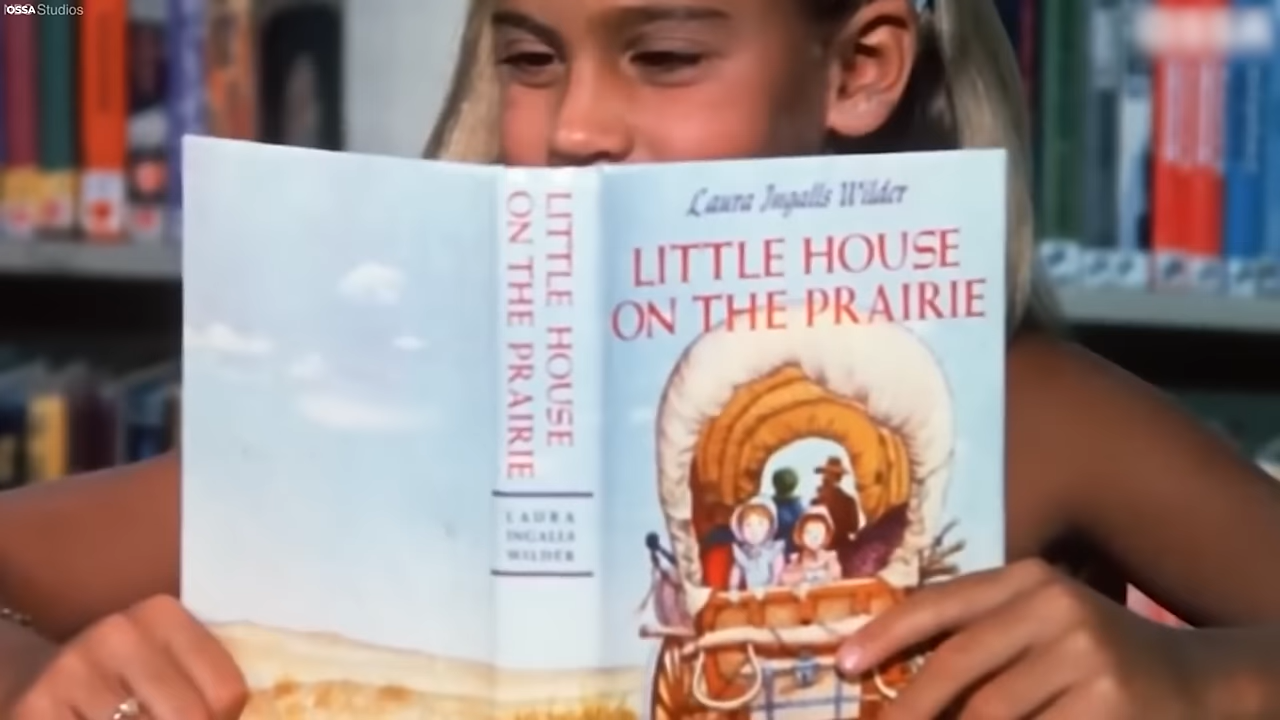 OSSA Studios
LITTLE HOUSE
ON THE PRAIRIE
LAURA
INGALLS
WILDER
Laura Ingalls Wilder
LITTLE HOUSE
ON THE PRAIRIE